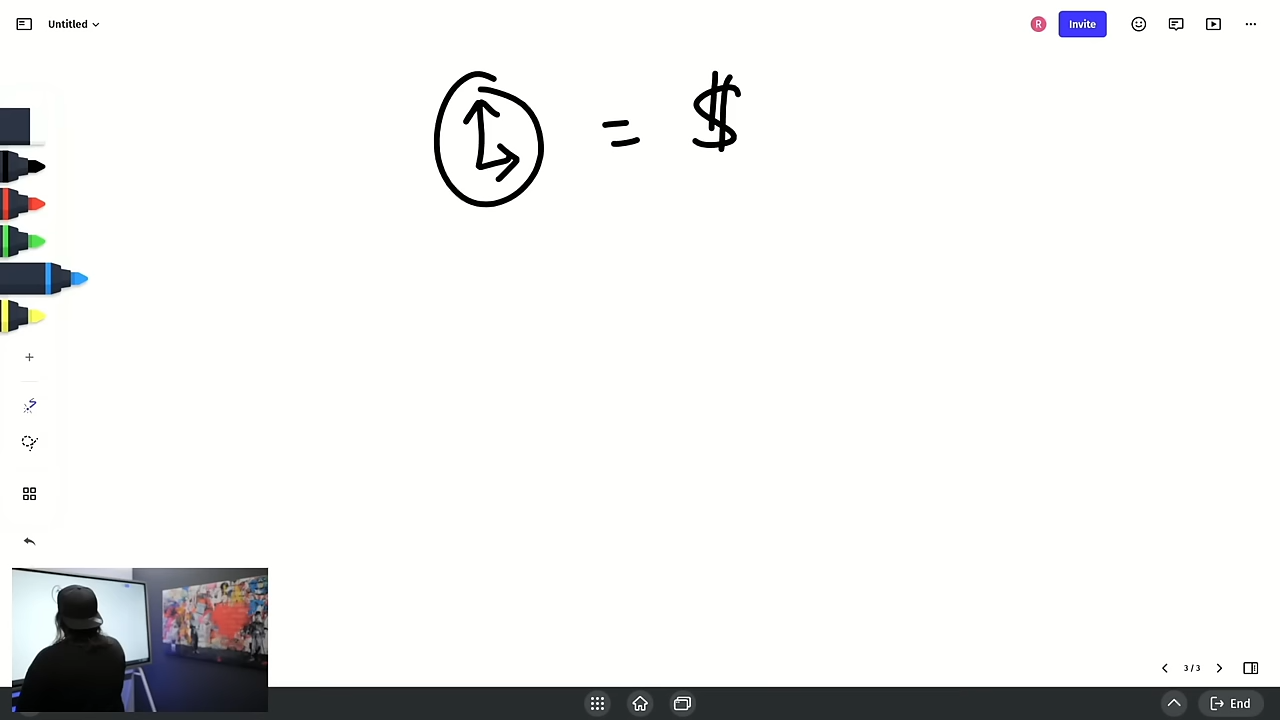 Untitled
R
Invite
= $
3 / 3
End